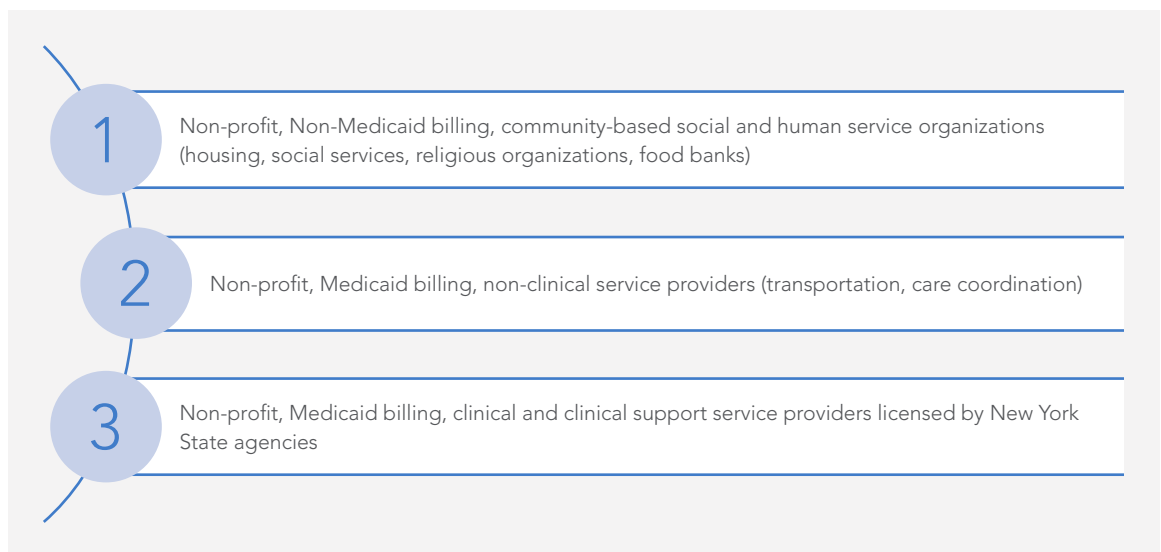 1
Non-profit, Non-Medicaid billing, community-based social and human service organizations
(housing, social services, religious organizations, food banks)
2
Non-profit, Medicaid billing, non-clinical service providers (transportation, care coordination)
3
Non-profit, Medicaid billing, clinical and clinical support service providers licensed by New York
State agencies